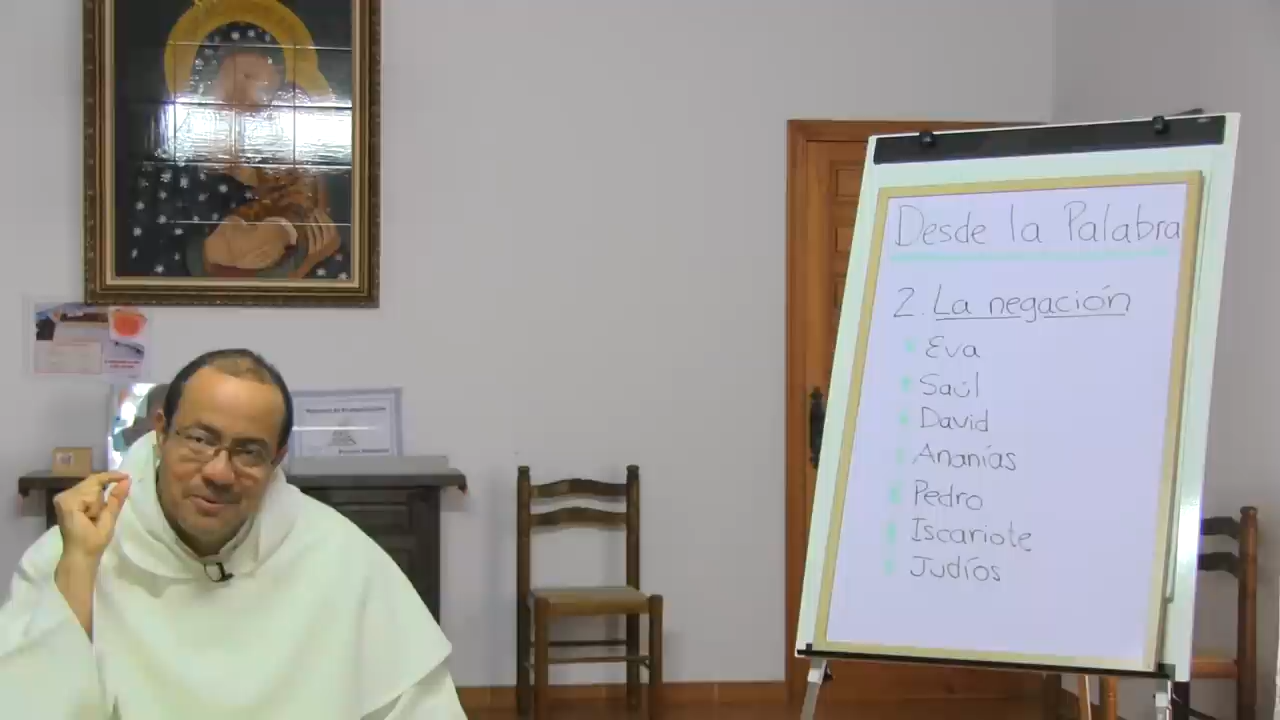 Desde la Palabra
2. La negación
Eva
Saúl
David
Ananías
Pedro
Iscariote
Judíos